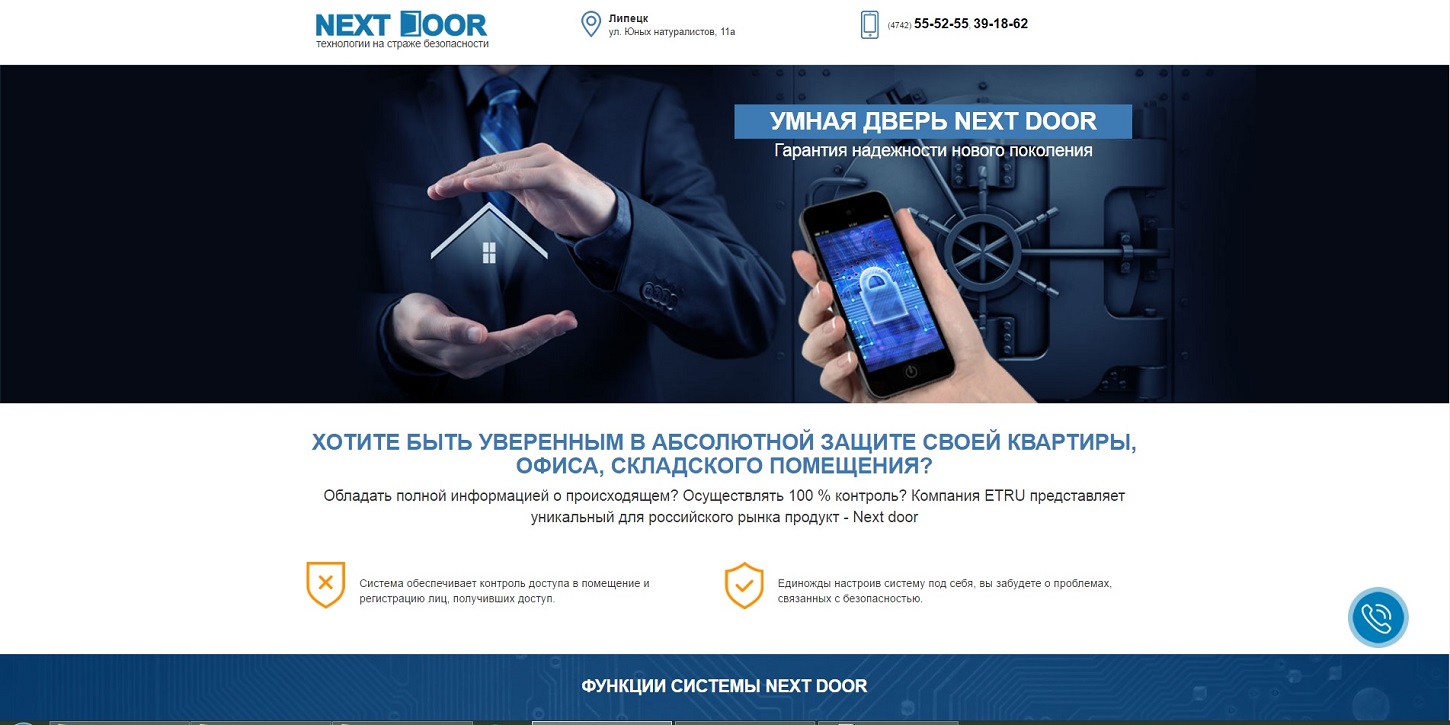 NEXT DOOR
технологии на страже безопасности
Липецк
ул. Юных натуралистов, 11а
(4742) 55-52-55, 39-18-62
УМНАЯ ДВЕРЬ NEXT DOOR
Гарантия надежности нового поколения
ХОТИТЕ БЫТЬ УВЕРЕННЫМ В АБСОЛЮТНОЙ ЗАЩИТЕ СВОЕЙ КВАРТИРЫ,
ОФИСА, СКЛАДСКОГО ПОМЕЩЕНИЯ?
Обладать полной информацией о происходящем? Осуществлять 100 % контроль? Компания ETRU представляет
уникальный для российского рынка продукт - Next door
Система обеспечивает контроль доступа в помещение и
регистрацию лиц, получивших доступ.
Единожды настроив систему под себя, вы забудете о проблемах,
связанных с безопасностью.
ФУНКЦИИ СИСТЕМЫ NEXT DOOR